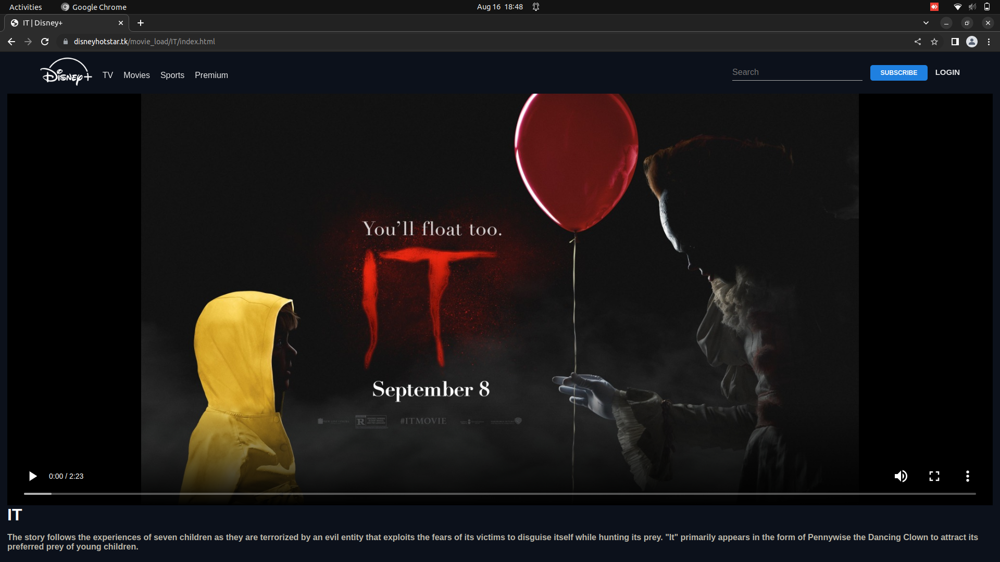 Activities
Google Chrome
Aug 16 18:48
IT | Disney+
disneyhotstar.tk/movie_load/IT/index.html
Disney+
TV
Movies
Sports
Premium
Search
SUBSCRIBE
LOGIN
You'll float too.
IT
September 8
R
#ITMOVIE
0:00 / 2:23
IT
The story follows the experiences of seven children as they are terrorized by an evil entity that exploits the fears of its victims to disguise itself while hunting its prey. "It" primarily appears in the form of Pennywise the Dancing Clown to attract its
preferred prey of young children.